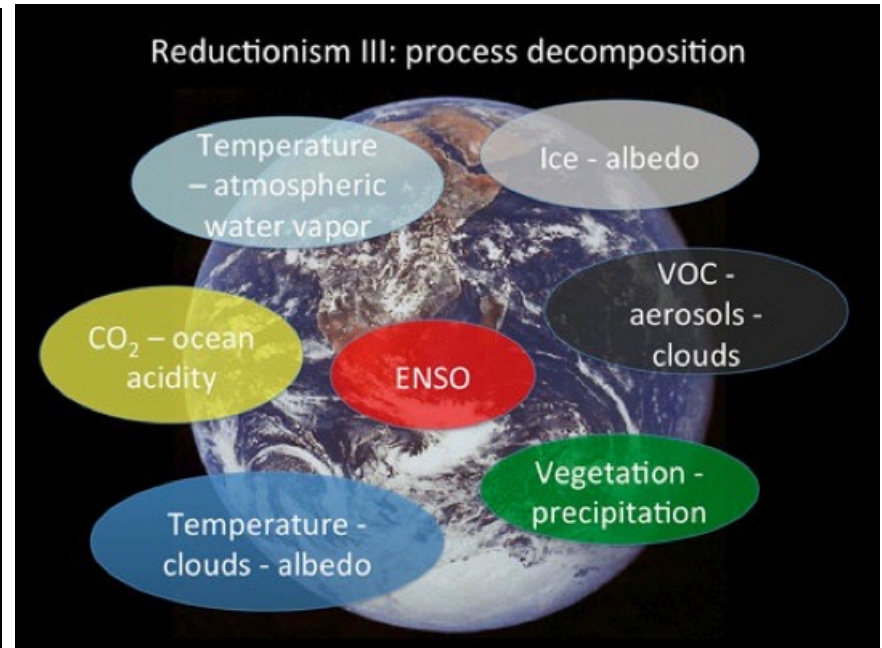 Reductionism III: process decomposition
Temperature
– atmospheric
water vapor
Ice - albedo
VOC -
aerosols -
clouds
CO₂ – ocean
acidity
ENSO
Vegetation -
precipitation
Temperature -
clouds - albedo